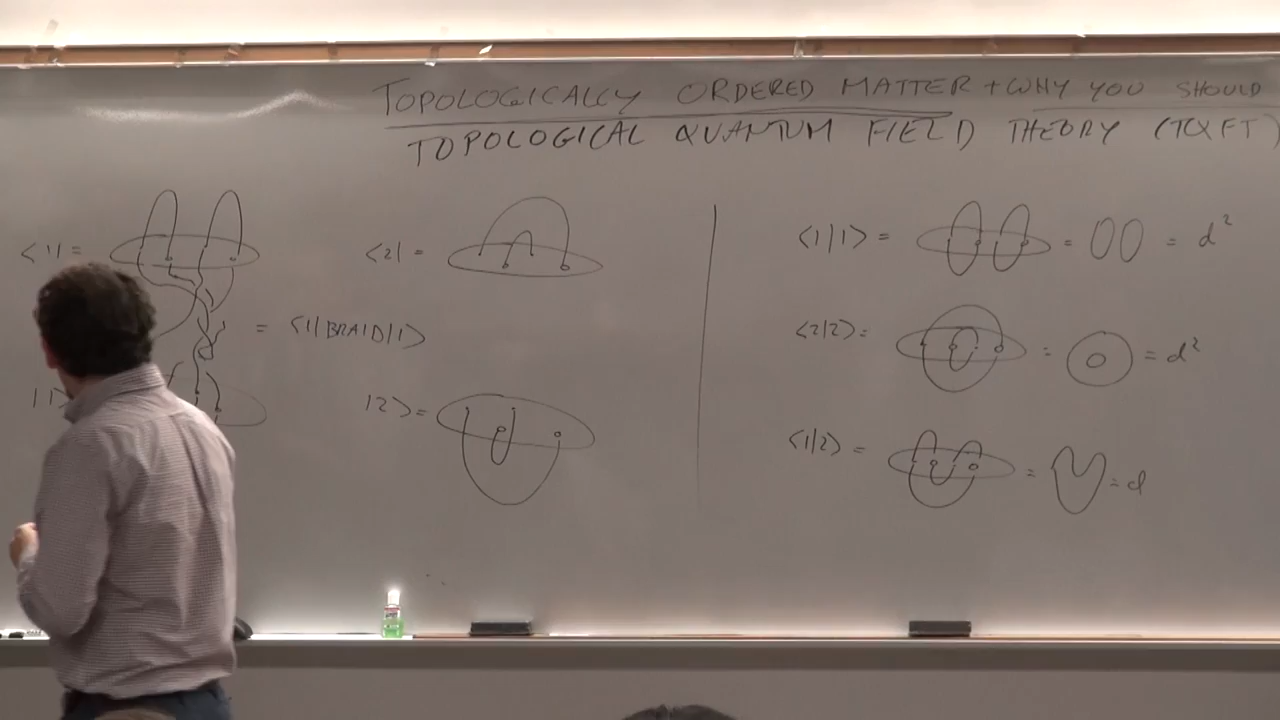 TOPOLOGICALLY ORDERED MATTER + WHY YOU SHOULD
TOPOLOGICAL QUANTUM FIELD THEORY (TQFT)
<1| =
= <1|BRAID|1>
|1>
<2| =
|2> =
<1|1> = = = d²
<2|2> = = = d²
<1|2> = = = d